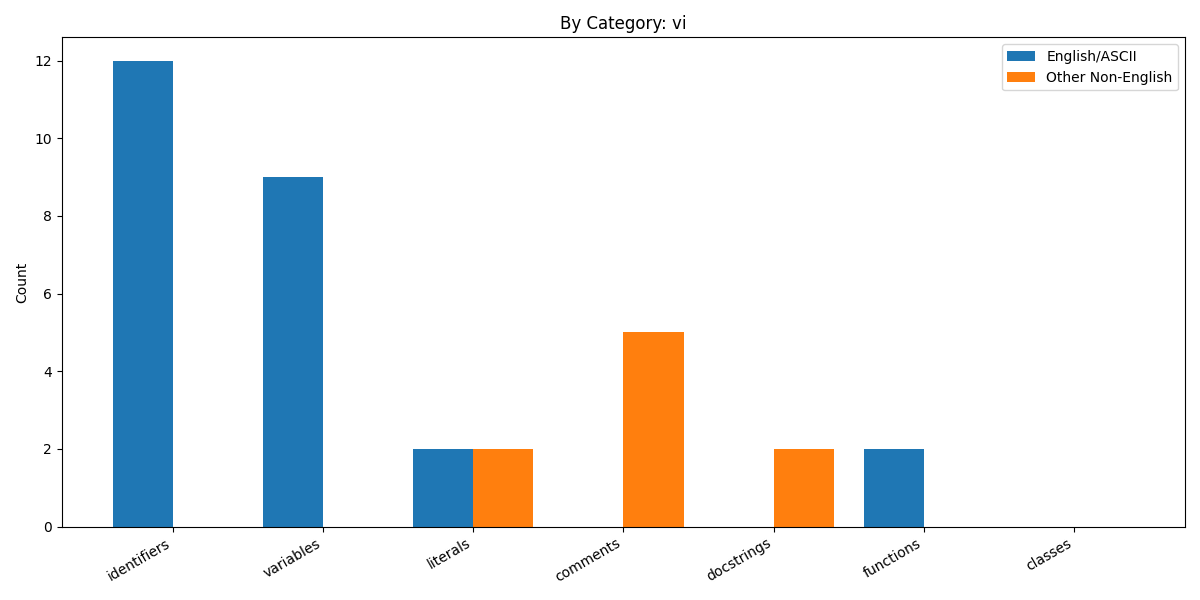 By Category: vi
English/ASCII
Other Non-English
Count
12
10
8
6
4
2
0
identifiers
variables
literals
comments
docstrings
functions
classes